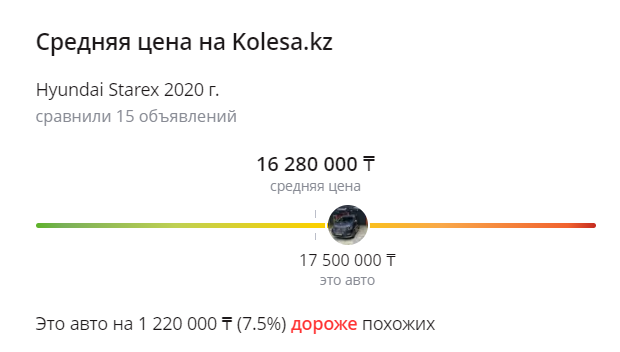 Средняя цена на Kolesa.kz
Hyundai Starex 2020 г.
сравнили 15 объявлений
16 280 000 ₸
средняя цена
17 500 000 ₸
это авто
Это авто на 1 220 000 ₸ (7.5%) дороже похожих